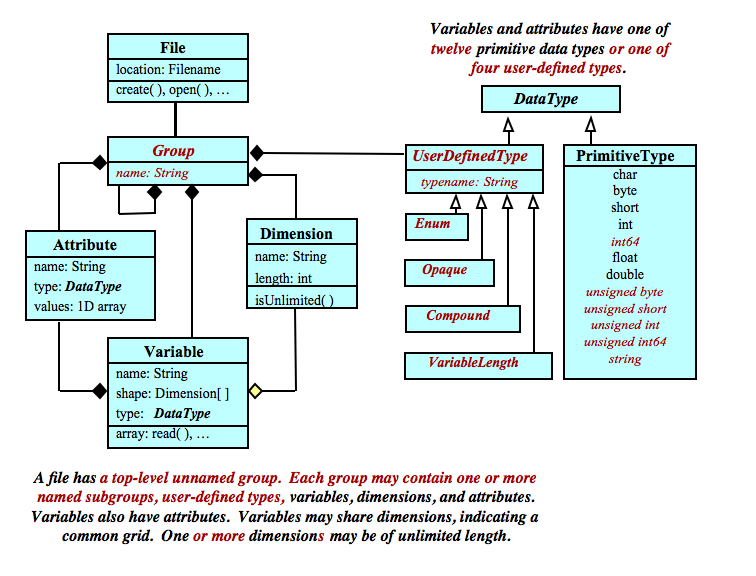 Variables and attributes have one of
twelve primitive data types or one of
four user-defined types.
File
location: Filename
create( ), open( ), …
DataType
Group
name: String
UserDefinedType
typename: String
PrimitiveType
char
byte
short
int
int64
float
double
unsigned byte
unsigned short
unsigned int
unsigned int64
string
Enum
Opaque
Compound
VariableLength
Attribute
name: String
type: DataType
values: 1D array
Dimension
name: String
length: int
isUnlimited( )
Variable
name: String
shape: Dimension[ ]
type: DataType
array: read( ), …
A file has a top-level unnamed group. Each group may contain one or more
named subgroups, user-defined types, variables, dimensions, and attributes.
Variables also have attributes. Variables may share dimensions, indicating a
common grid. One or more dimensions may be of unlimited length.